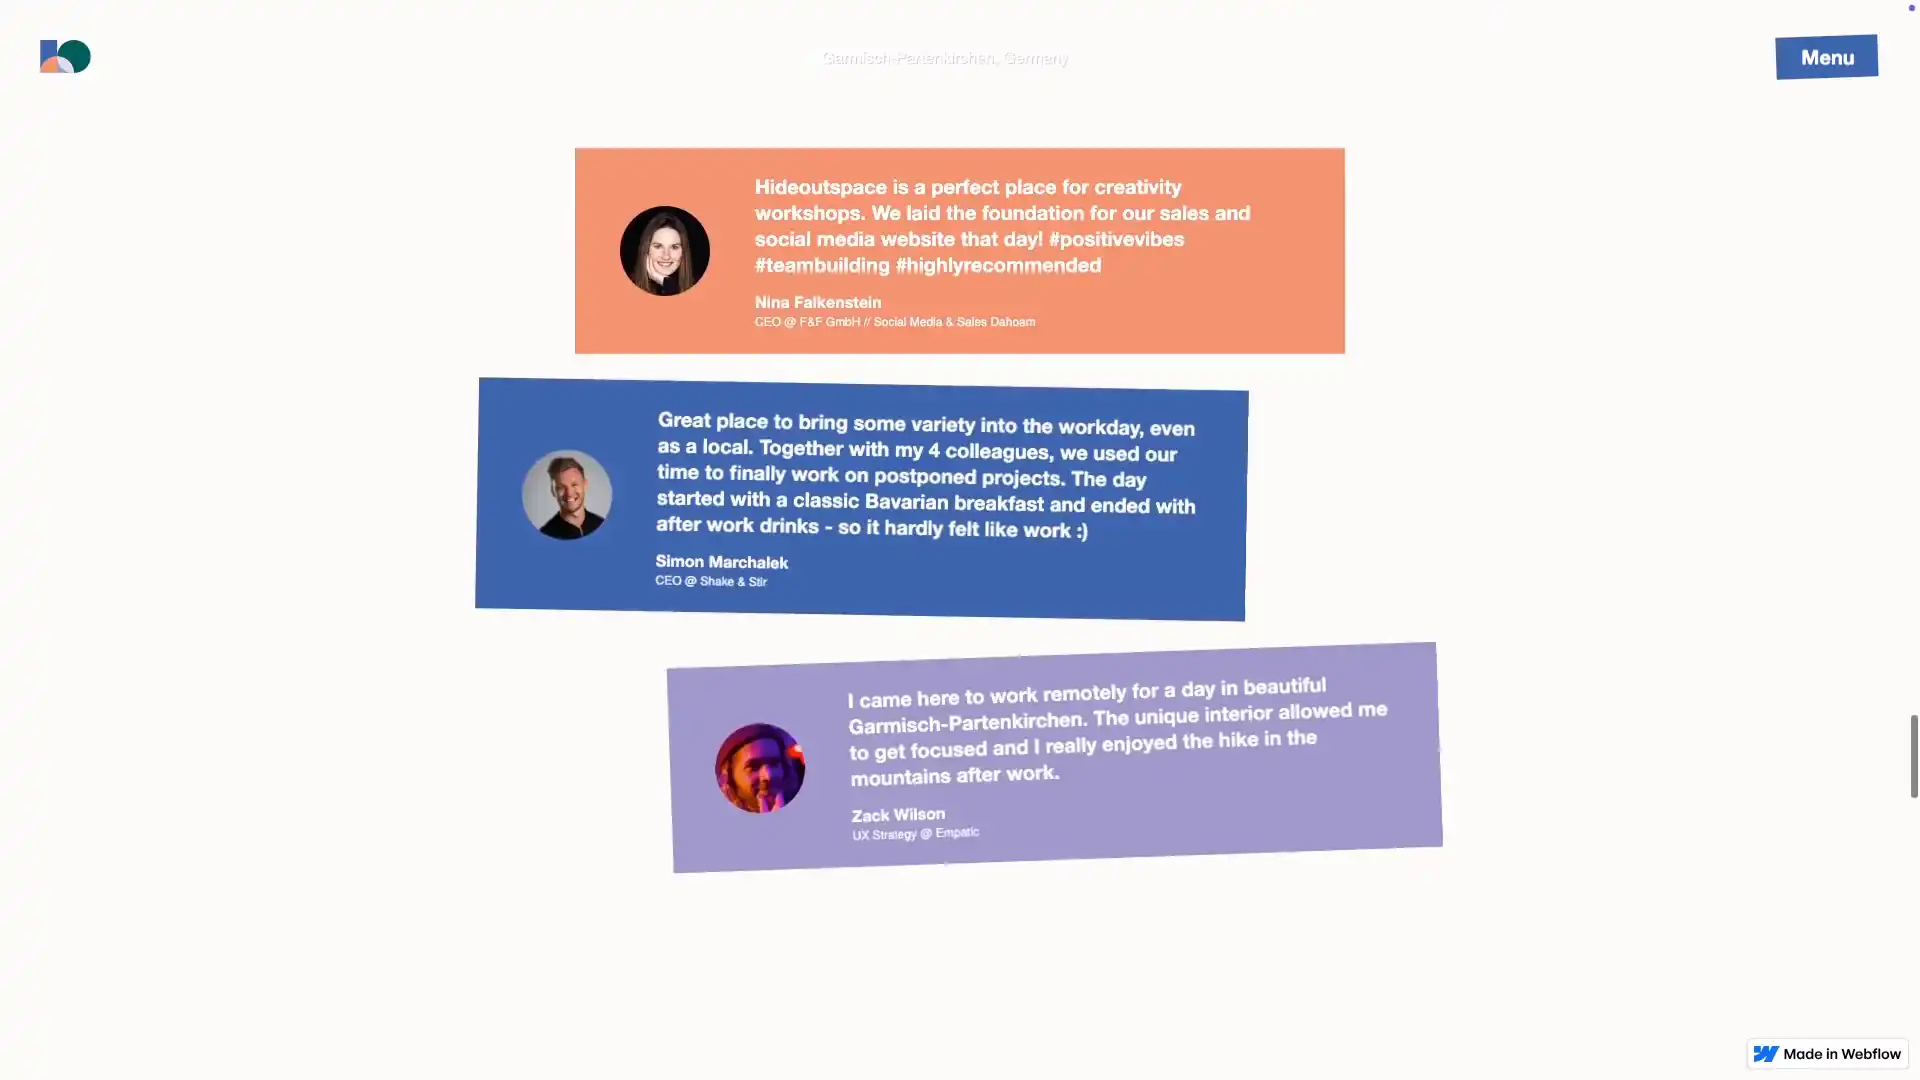 Garmisch-Partenkirchen, Germany
Menu
Hideoutspace is a perfect place for creativity
workshops. We laid the foundation for our sales and
social media website that day! #positivevibes
#teambuilding #highlyrecommended
Nina Falkenstein
CEO @ F&F GmbH // Social Media & Sales Dahoam
Great place to bring some variety into the workday, even
as a local. Together with my 4 colleagues, we used our
time to finally work on postponed projects. The day
started with a classic Bavarian breakfast and ended with
after work drinks - so it hardly felt like work :)
Simon Marchalek
CEO @ Shake & Stir
I came here to work remotely for a day in beautiful
Garmisch-Partenkirchen. The unique interior allowed me
to get focused and I really enjoyed the hike in the
mountains after work.
Zack Wilson
UX Strategy @ Empatic
Made in Webflow